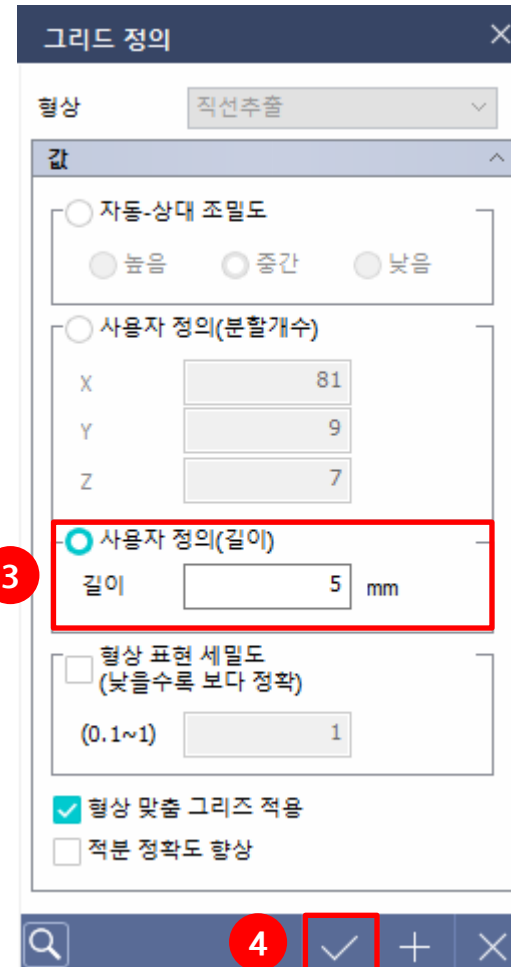 그리드 정의
형상 직선추출
값
자동-상대 조밀도
높음 중간 낮음
사용자 정의(분할개수)
X 81
Y 9
Z 7
사용자 정의(길이)
3
길이 5 mm
형상 표현 세밀도
(낮을수록 보다 정확)
(0.1~1) 1
형상 맞춤 그리즈 적용
적분 정확도 향상
4